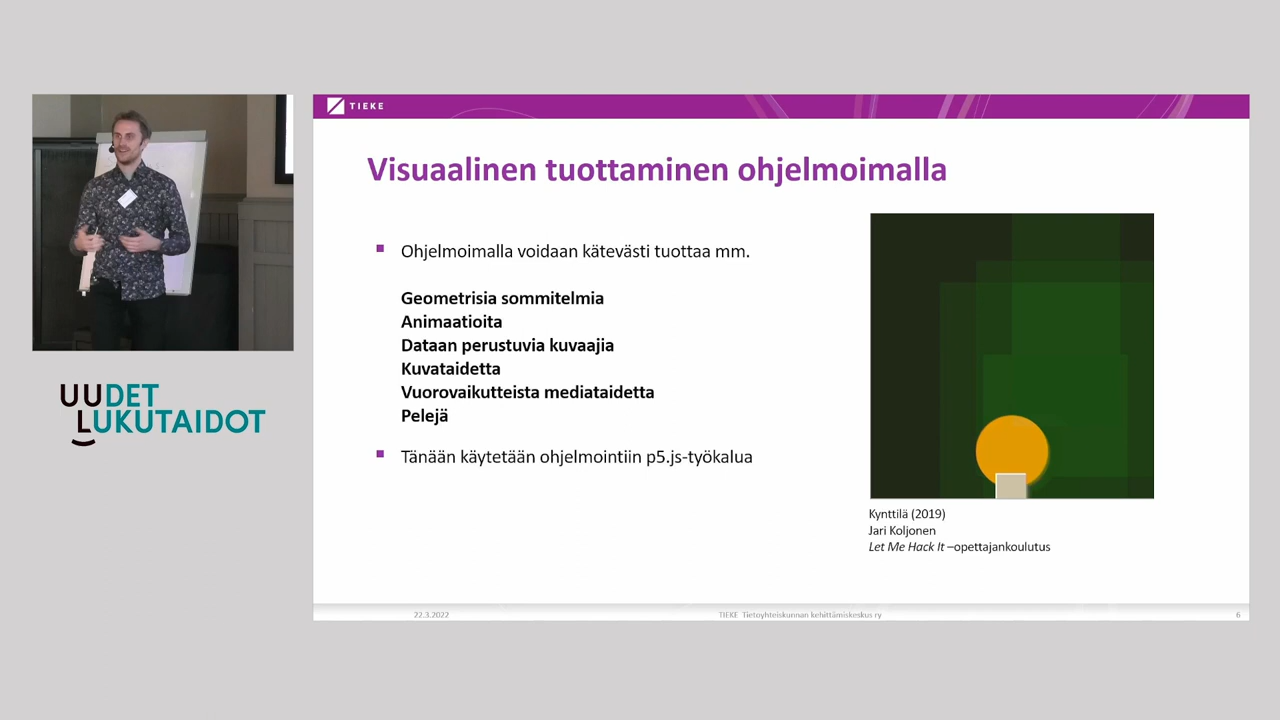 TIEKE
Visuaalinen tuottaminen ohjelmoimalla
Ohjelmoimalla voidaan kätevästi tuottaa mm.
Geometrisia sommitelmia
Animaatioita
Dataan perustuvia kuvaajia
Kuvataidetta
Vuorovaikutteista mediataidetta
Pelejä
Tänään käytetään ohjelmointiin p5.js-työkalua
Kynttilä (2019)
Jari Koljonen
Let Me Hack It –opettajankoulutus
UUDET
LUKUTAIDOT
22.3.2022
TIEKE Tietoyhteiskunnan kehittämiskeskus ry
6